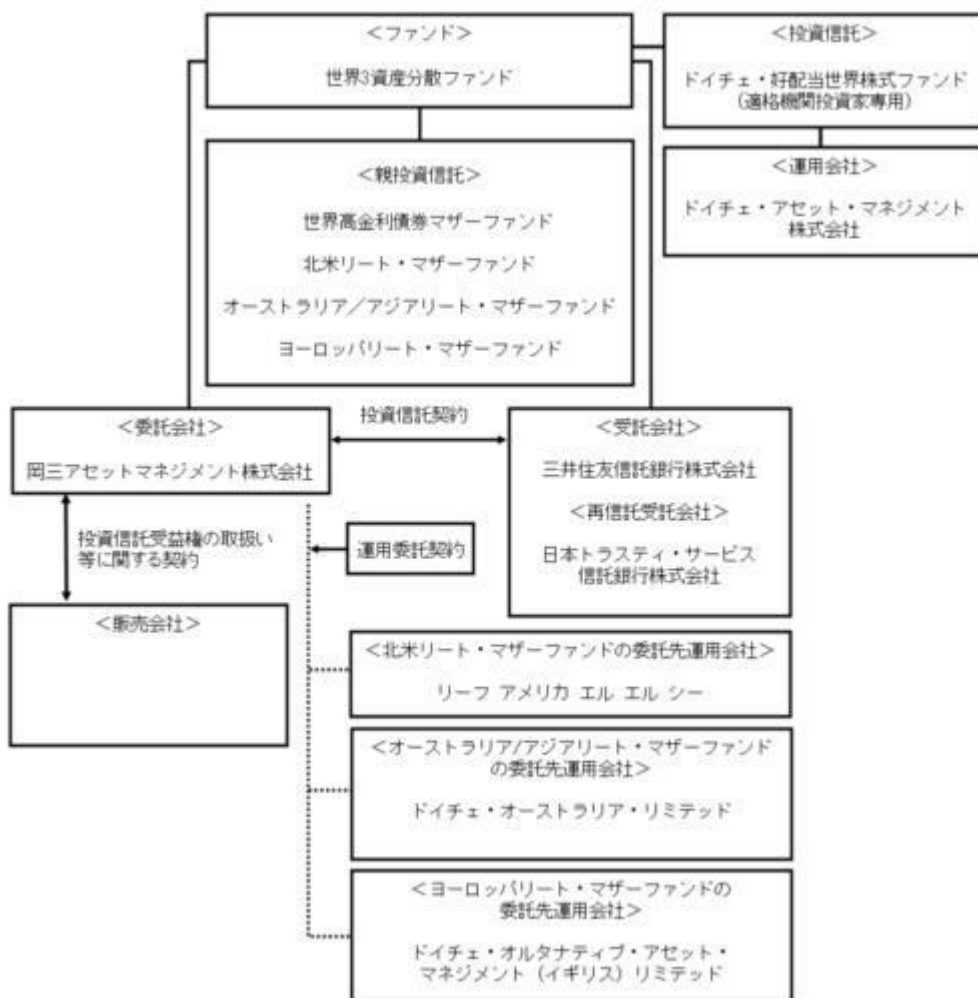 ＜ファンド＞
世界3資産分散ファンド
＜投資信託＞
ドイチェ・好配当世界株式ファンド
(適格機関投資家専用)
＜運用会社＞
ドイチェ・アセット・マネジメント
株式会社
＜親投資信託＞
世界高金利債券マザーファンド
北米リート・マザーファンド
オーストラリア／アジアリート・マザーファンド
ヨーロッパリート・マザーファンド
＜委託会社＞
岡三アセットマネジメント株式会社
投資信託契約
＜受託会社＞
三井住友信託銀行株式会社
＜再信託受託会社＞
日本トラスティ・サービス
信託銀行株式会社
投資信託受益権の取扱い
等に関する契約
運用委託契約
＜販売会社＞
＜北米リート・マザーファンドの委託先運用会社＞
リーフ アメリカ エル エル シー
＜オーストラリア/アジアリート・マザーファンド
の委託先運用会社＞
ドイチェ・オーストラリア・リミテッド
＜ヨーロッパリート・マザーファンドの
委託先運用会社＞
ドイチェ・オルタナティブ・アセット・
マネジメント（イギリス）リミテッド